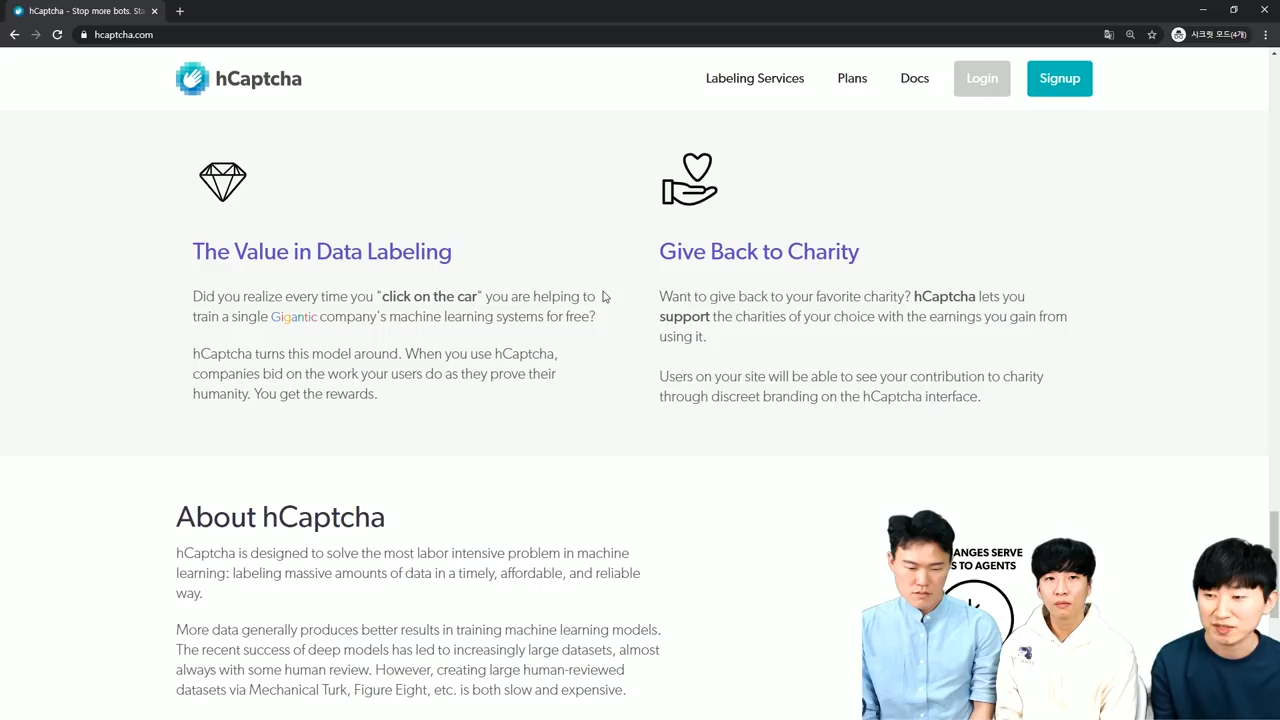 hCaptcha - Stop more bots. Sta
hcaptcha.com
시크릿 모드(4개)
hCaptcha
Labeling Services
Plans
Docs
Login
Signup
The Value in Data Labeling
Did you realize every time you "click on the car" you are helping to
train a single Gigantic company's machine learning systems for free?
hCaptcha turns this model around. When you use hCaptcha,
companies bid on the work your users do as they prove their
humanity. You get the rewards.
Give Back to Charity
Want to give back to your favorite charity? hCaptcha lets you
support the charities of your choice with the earnings you gain from
using it.
Users on your site will be able to see your contribution to charity
through discreet branding on the hCaptcha interface.
About hCaptcha
hCaptcha is designed to solve the most labor intensive problem in machine
learning: labeling massive amounts of data in a timely, affordable, and reliable
way.
More data generally produces better results in training machine learning models.
The recent success of deep models has led to increasingly large datasets, almost
always with some human review. However, creating large human-reviewed
datasets via Mechanical Turk, Figure Eight, etc. is both slow and expensive.
ANGES SERVE
S TO AGENTS